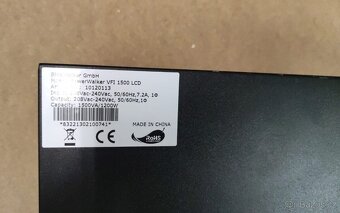 GmbH
PowerWalker VFI 1500 LCD
10120113
240Vac, 50/60Hz,7.2A, 1Φ
Output: 208Vac-240Vac, 50/60Hz,1Φ
Capacity: 1500VA/1200W
*83221302100741*
MADE IN CHINA
CE
RoHS